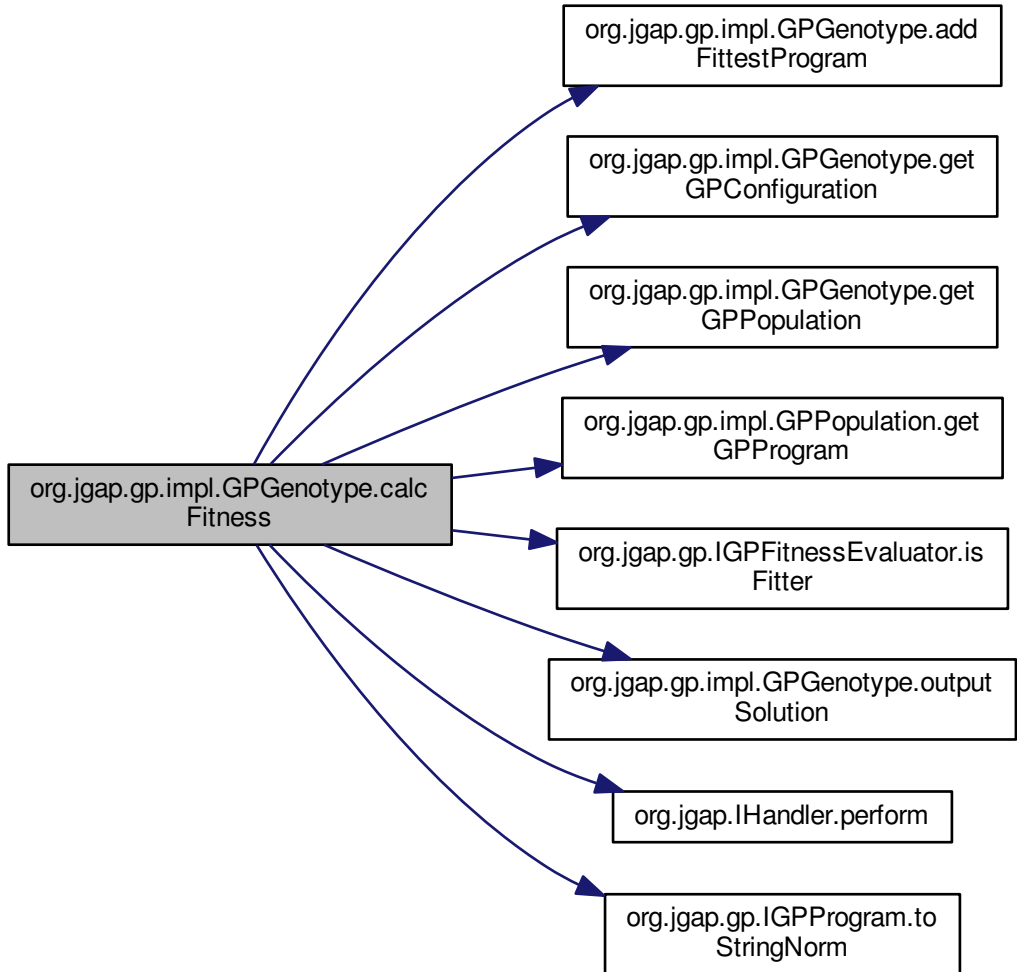 org.jgap.gp.impl.GPGenotype.add
FittestProgram
org.jgap.gp.impl.GPGenotype.get
GPConfiguration
org.jgap.gp.impl.GPGenotype.get
GPPopulation
org.jgap.gp.impl.GPPopulation.get
GPProgram
org.jgap.gp.impl.GPGenotype.calc
Fitness
org.jgap.gp.IGPFitnessEvaluator.is
Fitter
org.jgap.gp.impl.GPGenotype.output
Solution
org.jgap.IHandler.perform
org.jgap.gp.IGPProgram.to
StringNorm